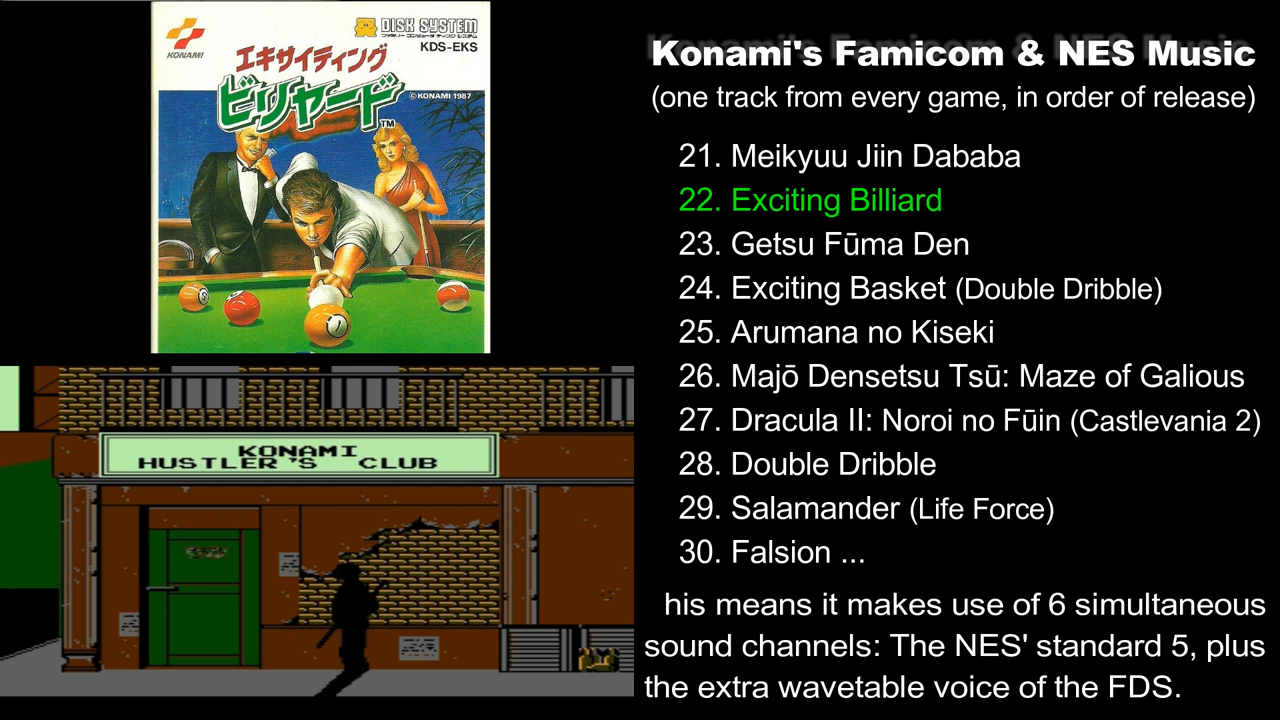 KONAMI
DISK SYSTEM
KDS-EKS
エキサイティング
ビリヤード
TM
©KONAMI 1987
KONAMI
HUSTLER'S CLUB
Konami's Famicom & NES Music
(one track from every game, in order of release)
21. Meikyuu Jiin Dababa
22. Exciting Billiard
23. Getsu Fūma Den
24. Exciting Basket (Double Dribble)
25. Arumana no Kiseki
26. Majō Densetsu Tsū: Maze of Galious
27. Dracula II: Noroi no Fūin (Castlevania 2)
28. Double Dribble
29. Salamander (Life Force)
30. Falsion ...
his means it makes use of 6 simultaneous
sound channels: The NES' standard 5, plus
the extra wavetable voice of the FDS.